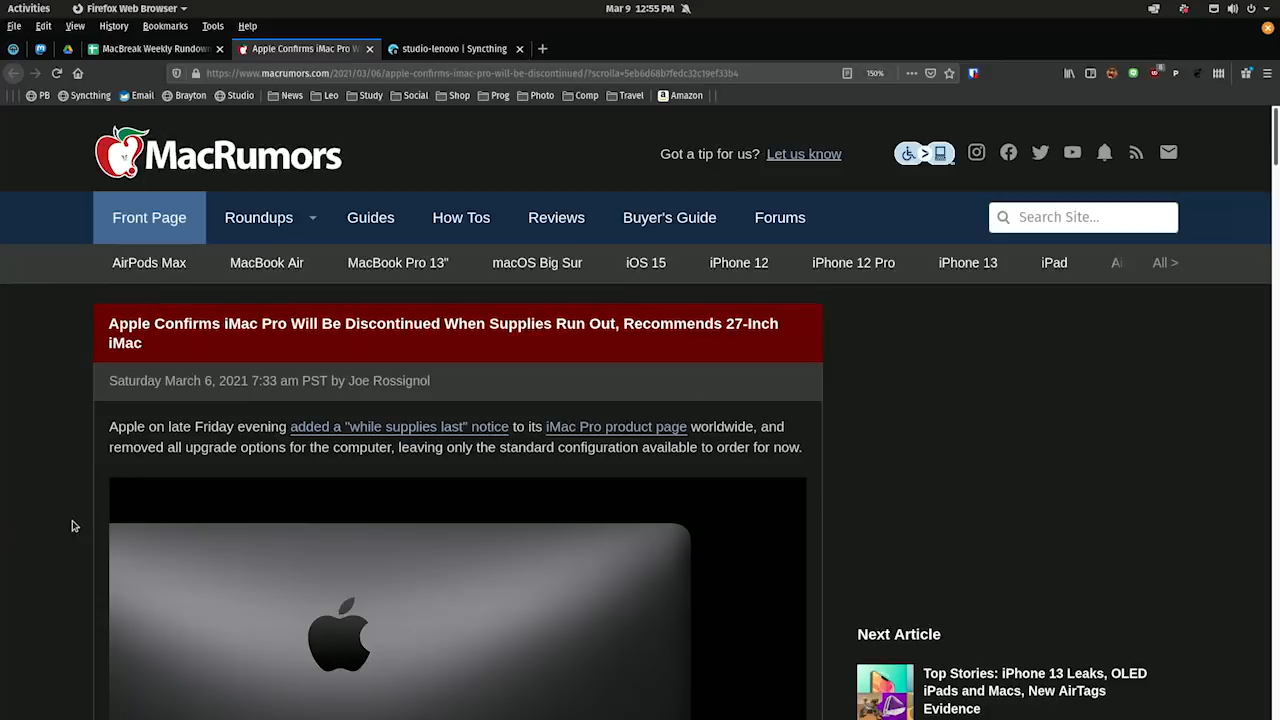 Activities
Firefox Web Browser
Mar 9 12:55 PM
File Edit View History Bookmarks Tools Help
MacBreak Weekly Rundown
Apple Confirms iMac Pro W
studio-lenovo | Syncthing
https://www.macrumors.com/2021/03/06/apple-confirms-imac-pro-will-be-discontinued/?scrolla=5eb6d68b7fedc32c19ef33b4
150%
PB Syncthing Email Brayton Studio News Leo Study Social Shop Prog Photo Comp Travel Amazon
MacRumors
Got a tip for us? Let us know
Front Page Roundups Guides How Tos Reviews Buyer's Guide Forums
Search Site...
AirPods Max MacBook Air MacBook Pro 13" macOS Big Sur iOS 15 iPhone 12 iPhone 12 Pro iPhone 13 iPad Ai All >
Apple Confirms iMac Pro Will Be Discontinued When Supplies Run Out, Recommends 27-Inch
iMac
Saturday March 6, 2021 7:33 am PST by Joe Rossignol
Apple on late Friday evening added a "while supplies last" notice to its iMac Pro product page worldwide, and
removed all upgrade options for the computer, leaving only the standard configuration available to order for now.
Next Article
Top Stories: iPhone 13 Leaks, OLED
iPads and Macs, New AirTags
Evidence